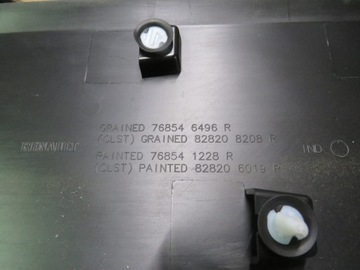 GRAINED 76854 6496 R
(CLST) GRAINED 82820 8208 R
RENAULT
IND
PAINTED 76854 1228 R
(CLST) PAINTED 82820 6019 R